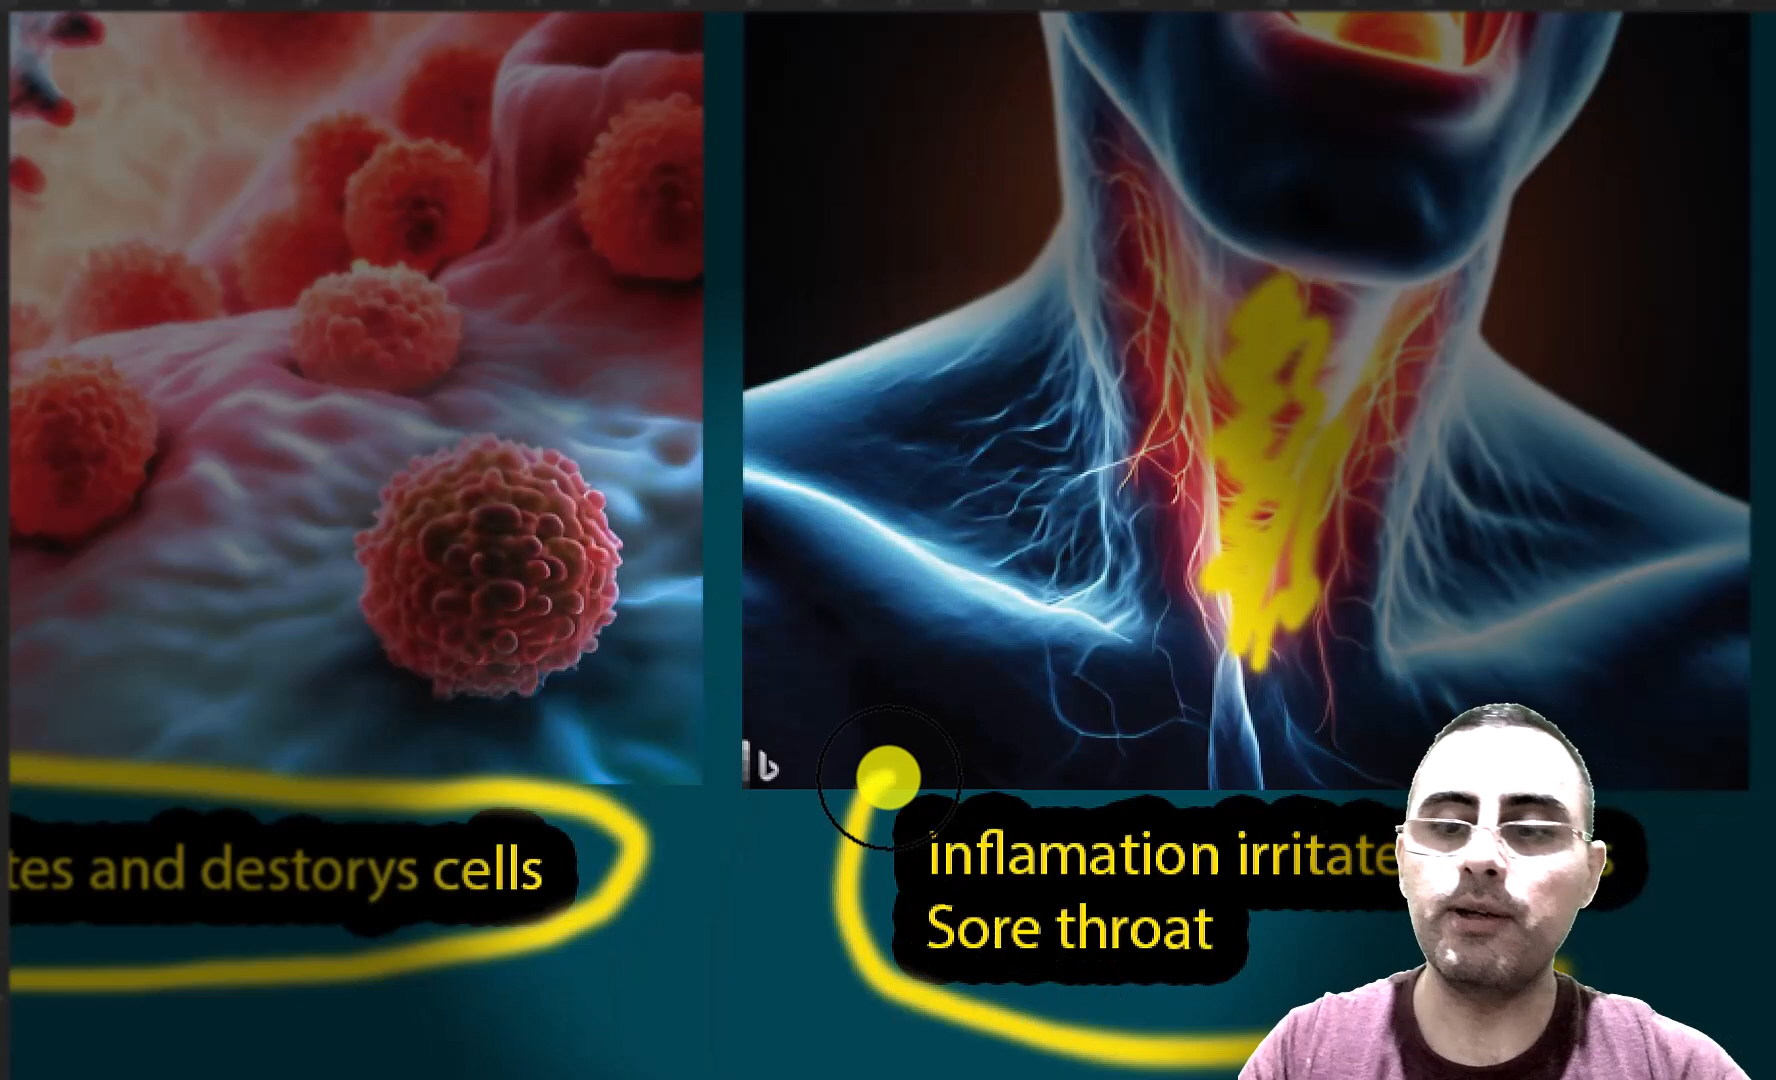 tes and destorys cells
inflamation irritate
Sore throat